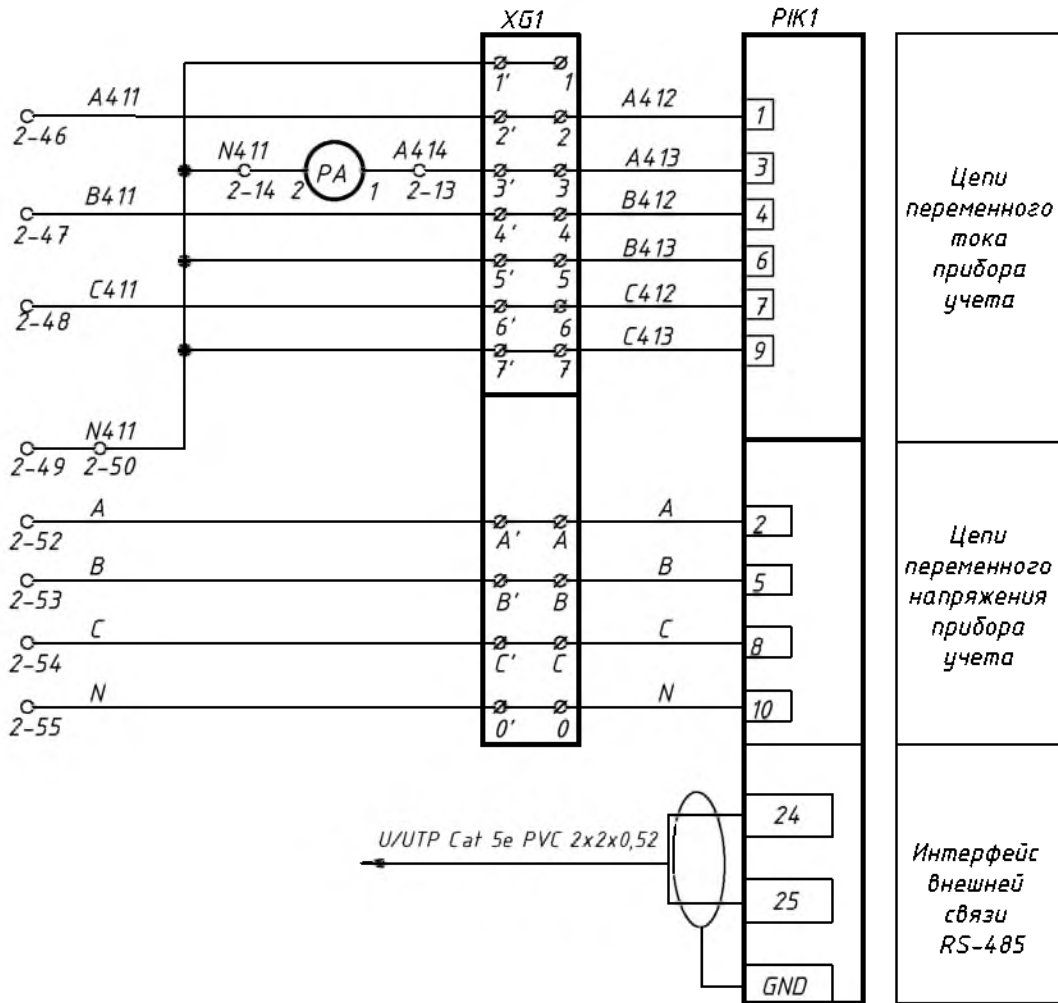 XG1
PIK1
1' 1
A411
A412
2-46
2' 2
1
N411
PA
A414
A413
2-14
2
1
2-13
3' 3
3
B411
B412
2-47
4' 4
4
B413
5' 5
6
C411
C412
2-48
6' 6
7
C413
7' 7
9
Цепи
переменного
тока
прибора
учета
N411
2-49
2-50
A
A
2-52
A' A
2
B
B
2-53
B' B
5
C
C
2-54
C' C
8
N
N
2-55
0' 0
10
Цепи
переменного
напряжения
прибора
учета
U/UTP Cat 5e PVC 2x2x0,52
24
25
GND
Интерфейс
внешней
связи
RS-485